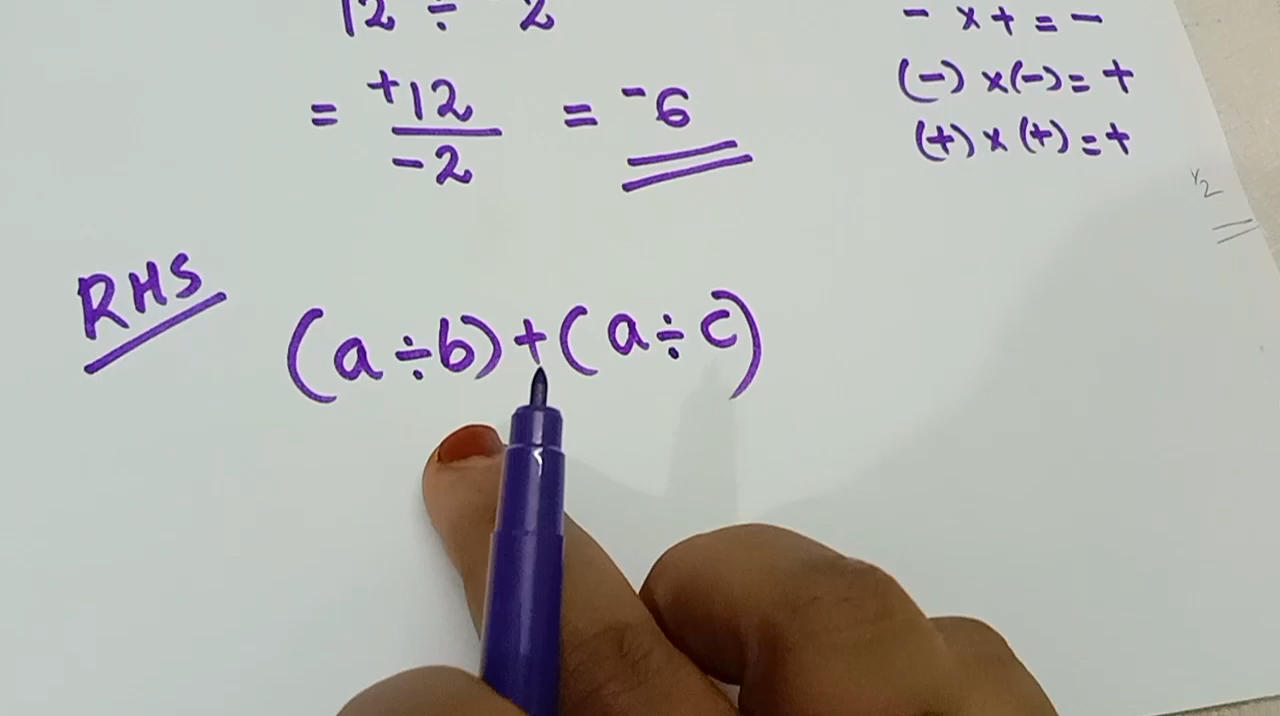 12 ÷ 2
= +12 / -2 = -6
- x + = -
(-) x (-) = +
(+) x (+) = +
RHS
(a ÷ b) + (a ÷ c)